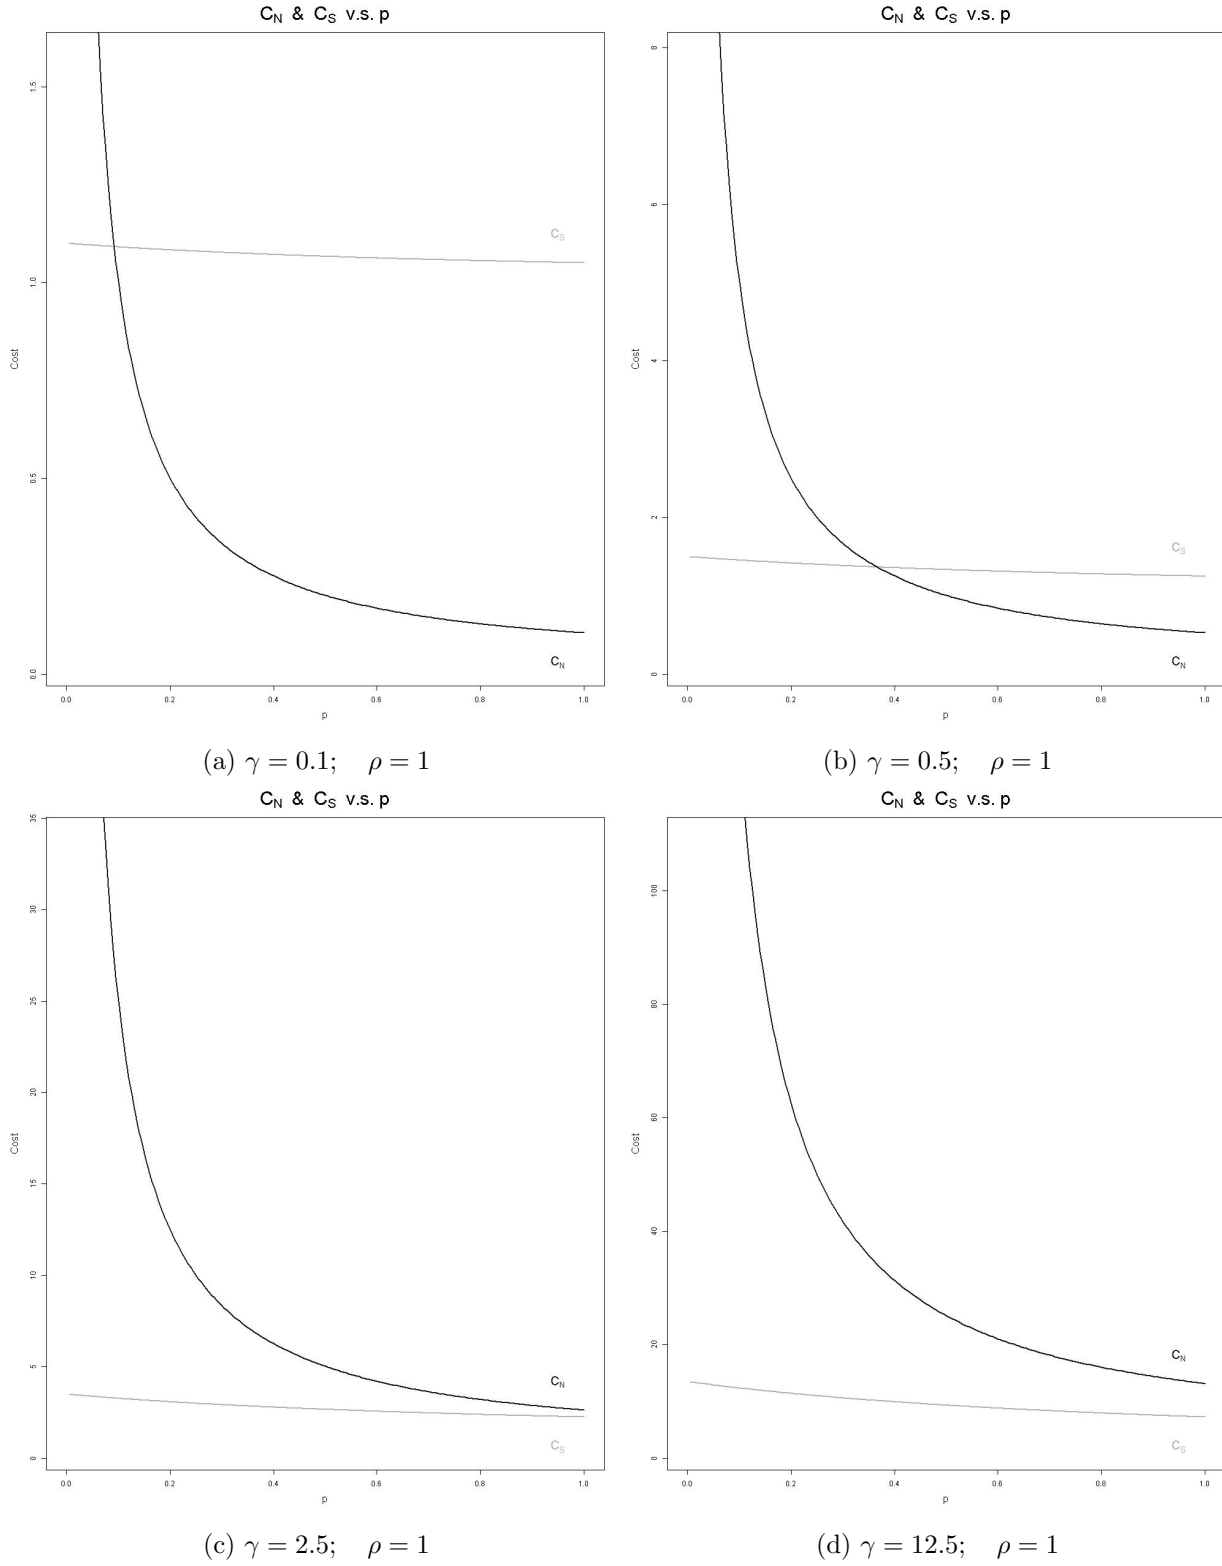 C_N & C_S v.s. p
1.5
1.0
0.5
0.0
Cost
C_S
C_N
0.0 0.2 0.4 0.6 0.8 1.0
p
(a) γ = 0.1; ρ = 1
C_N & C_S v.s. p
8
6
4
2
0
Cost
C_S
C_N
0.0 0.2 0.4 0.6 0.8 1.0
p
(b) γ = 0.5; ρ = 1
C_N & C_S v.s. p
35
30
25
20
15
10
5
0
Cost
C_N
C_S
0.0 0.2 0.4 0.6 0.8 1.0
p
(c) γ = 2.5; ρ = 1
C_N & C_S v.s. p
100
80
60
40
20
0
Cost
C_N
C_S
0.0 0.2 0.4 0.6 0.8 1.0
p
(d) γ = 12.5; ρ = 1